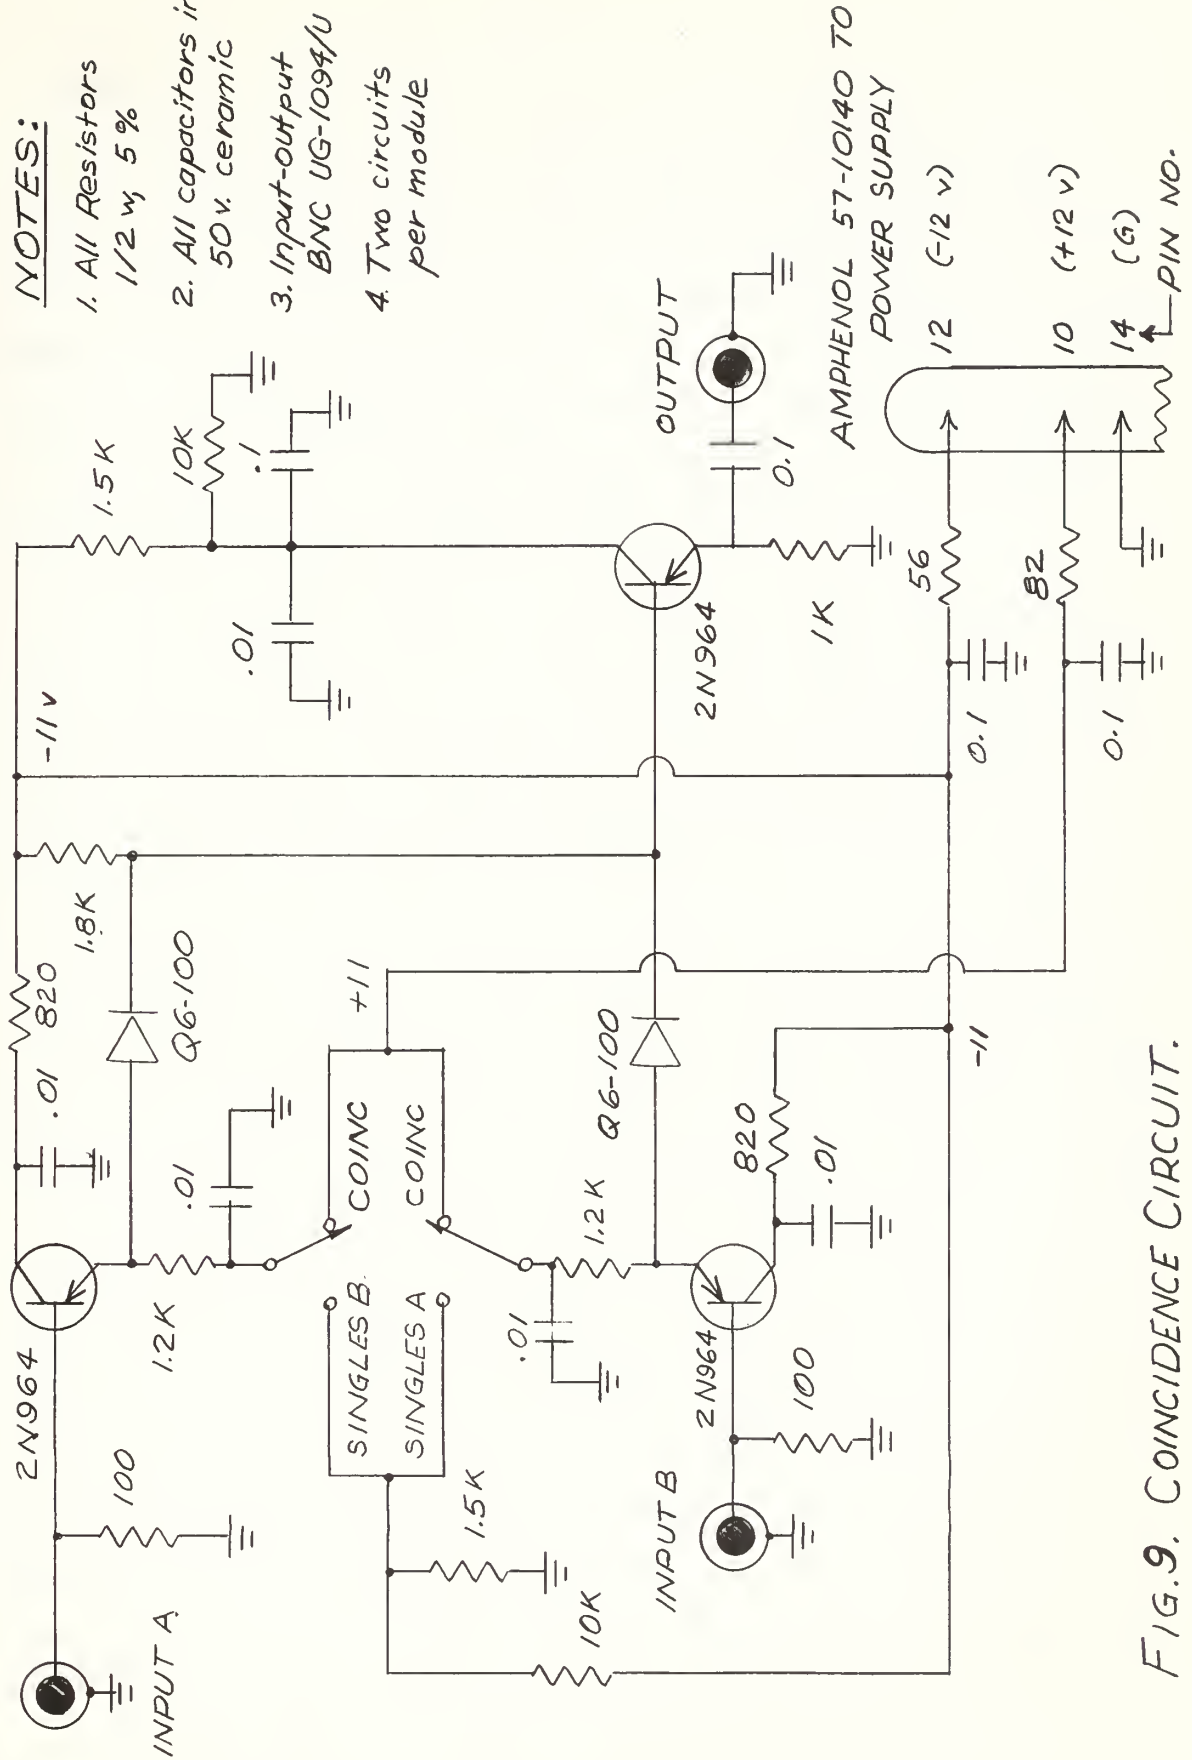 NOTES:
1. All Resistors
1/2 w, 5 %
2. All capacitors
50 v. ceramic
3. Input-output
BNC UG-1094/U
4. Two circuits
per module
INPUT A
100
2N964
.01
820
-11 v
1.5K
10K
.1
.01
1.8K
Q6-100
1.2K
.01
SINGLES B.
COINC
SINGLES A
COINC
+11
1.5K
10K
.01
1.2K
Q6-100
INPUT B
100
2N964
820
.01
-11
2N964
1K
OUTPUT
0.1
AMPHENOL 57-10140 TO
POWER SUPPLY
56
12 (-12 v)
0.1
82
10 (+12 v)
0.1
14 (G)
PIN NO.
FIG. 9. COINCIDENCE CIRCUIT.